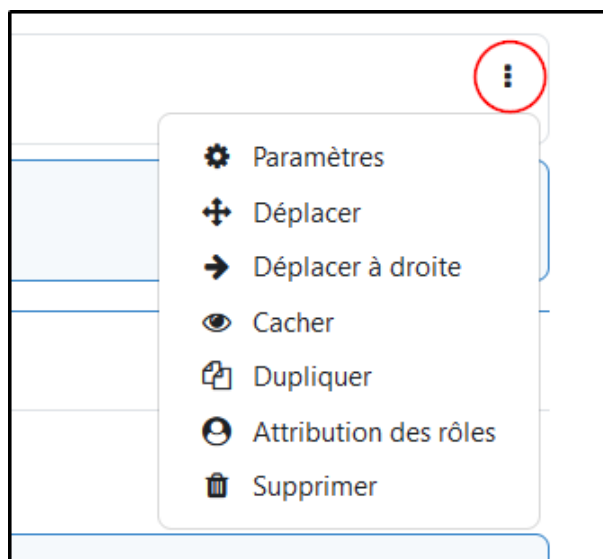 Paramètres
Déplacer
Déplacer à droite
Cacher
Dupliquer
Attribution des rôles
Supprimer